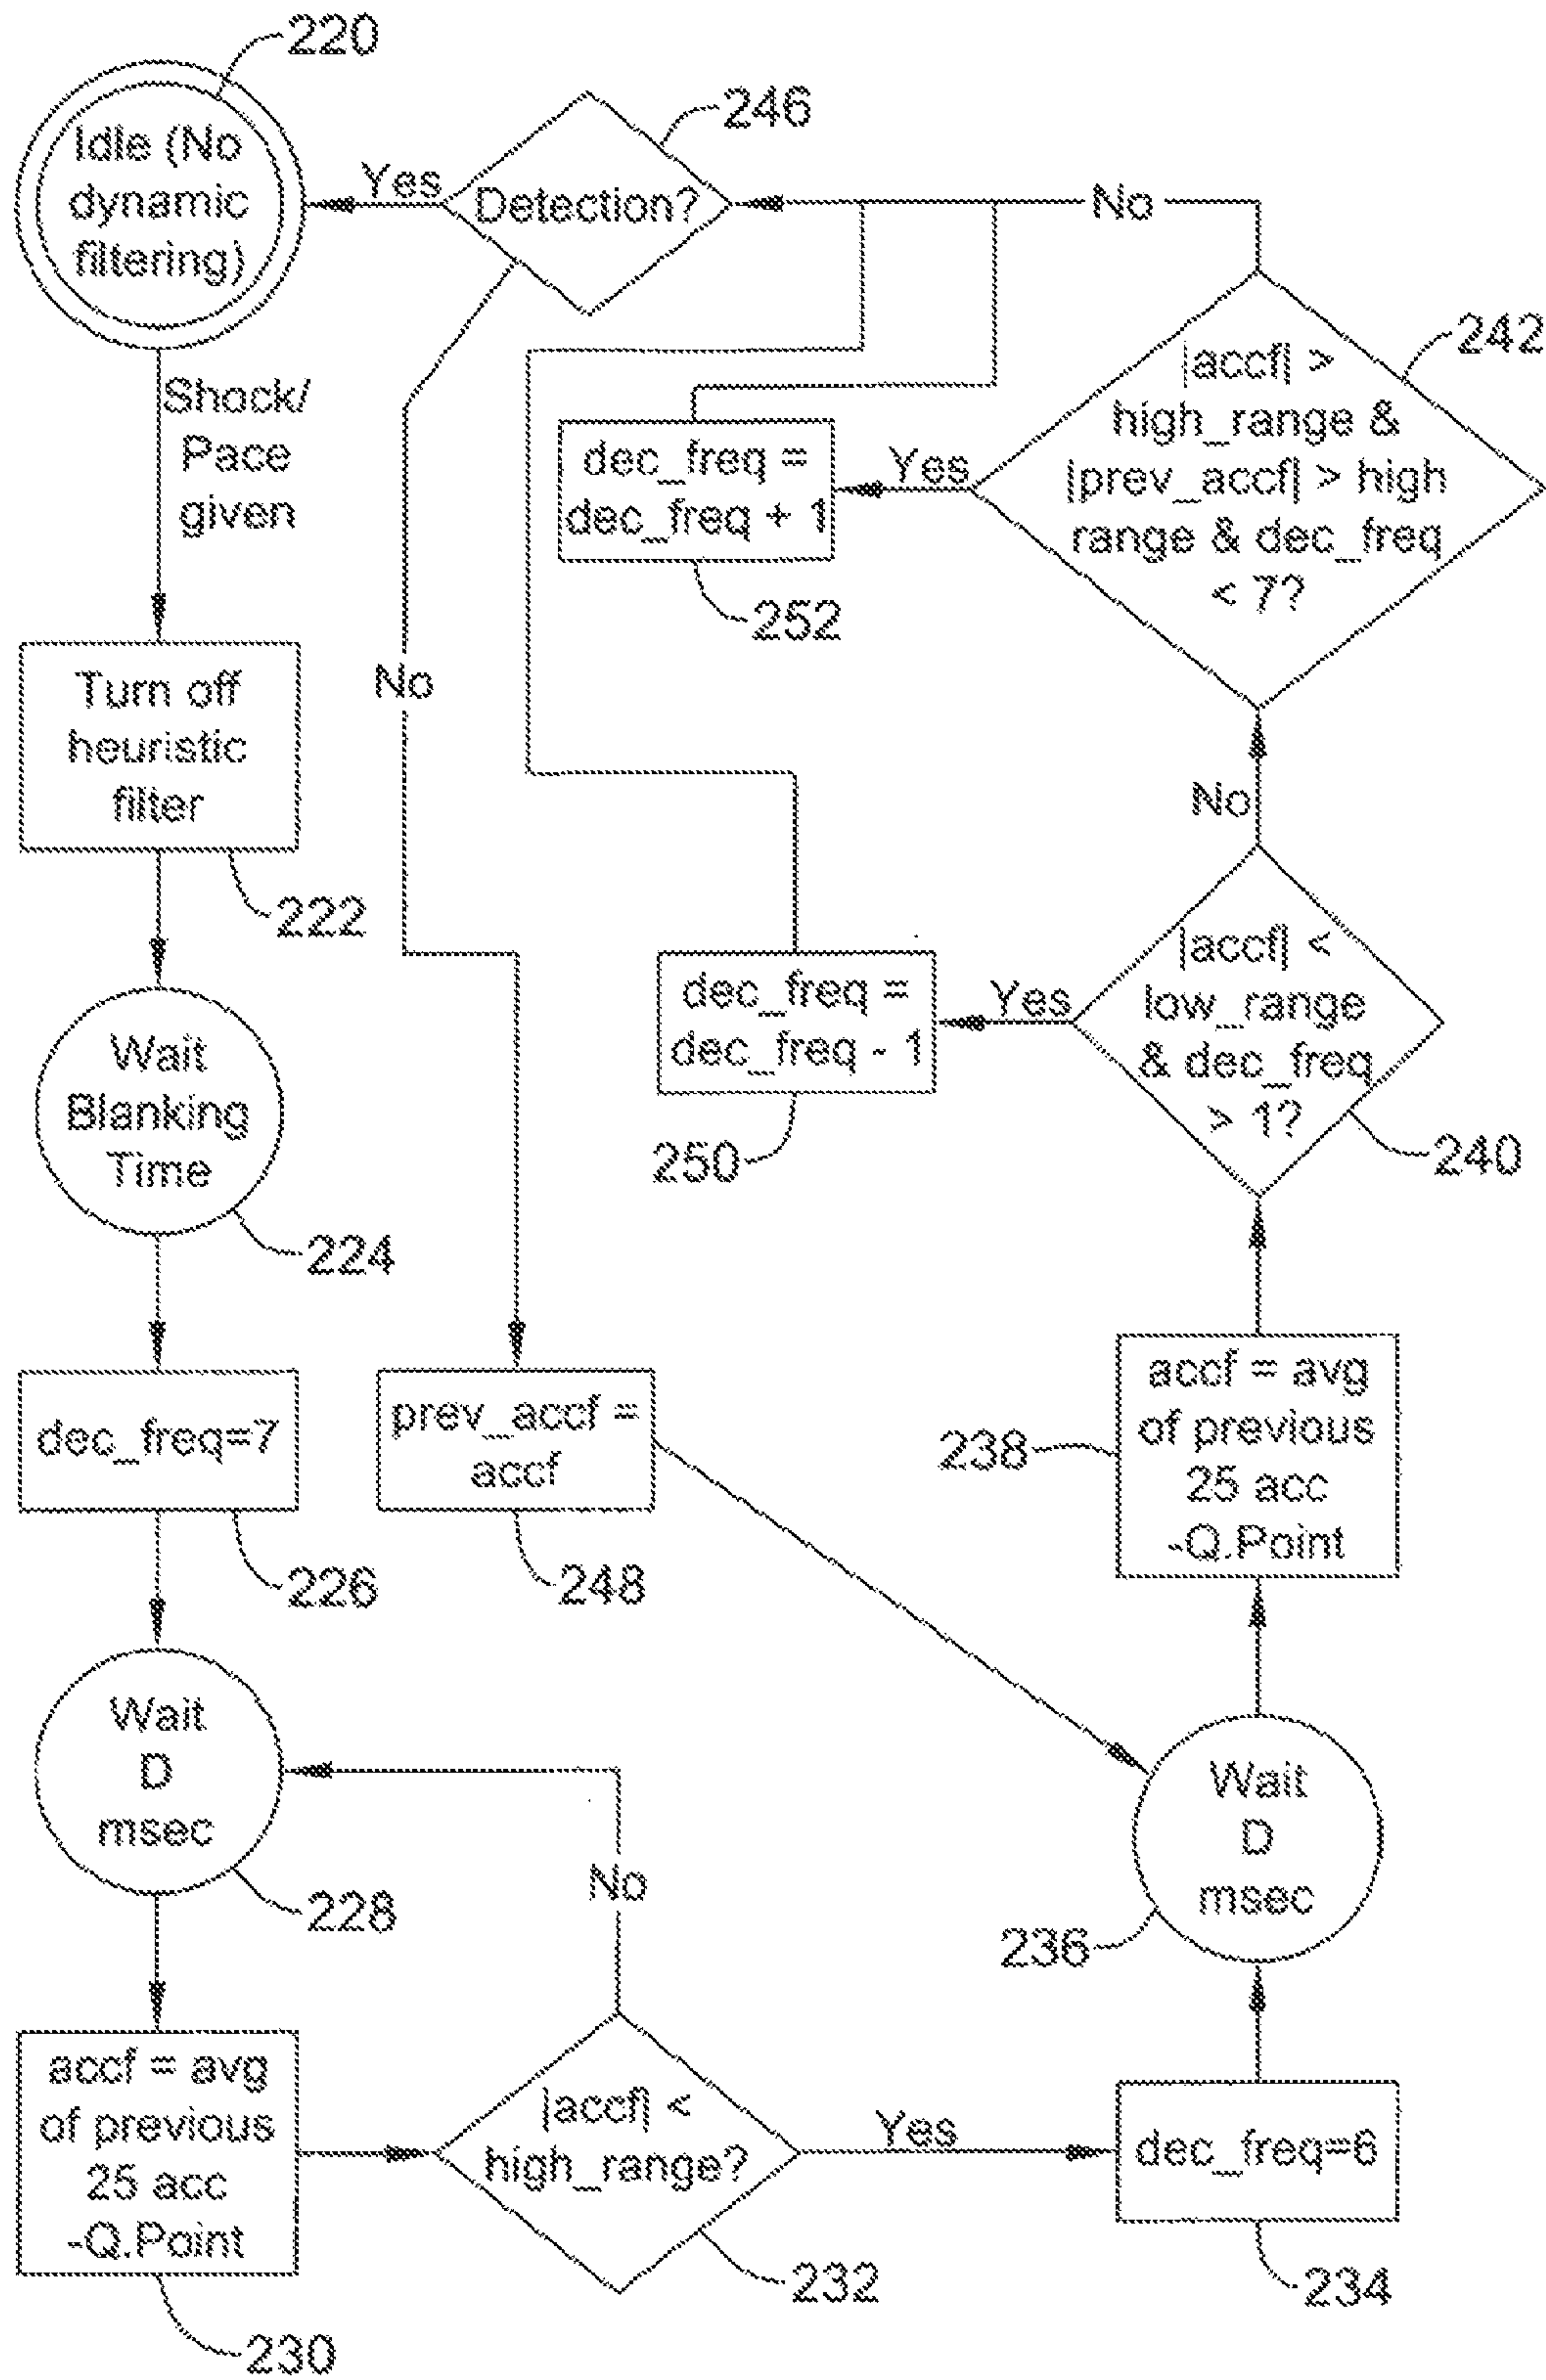 220
Idle (No
dynamic
filtering)
Yes
246
Detection?
No
Shock/
Pace
given
242
|accf| >
high_range &
|prev_accf| > high
range & dec_freq
< 7?
Yes
dec_freq =
dec_freq + 1
252
No
Turn off
heuristic
filter
222
No
Wait
Blanking
Time
224
dec_freq =
dec_freq - 1
250
Yes
|accf| <
low_range
& dec_freq
> 1?
240
dec_freq=7
226
prev_accf =
accf
248
238
accf = avg
of previous
25 acc
-Q.Point
Wait
D
msec
228
No
Wait
D
msec
236
accf = avg
of previous
25 acc
-Q.Point
230
|accf| <
high_range?
232
Yes
dec_freq=6
234